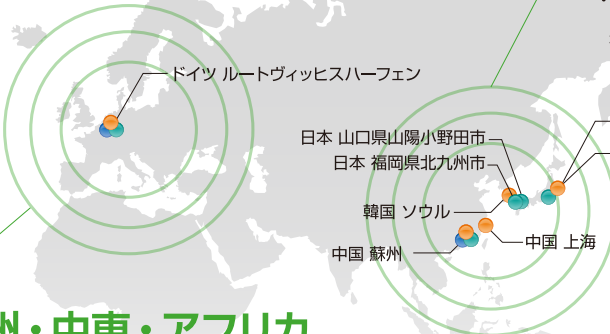 ドイツ ルートヴィッヒスハーフェン
日本 山口県山陽小野田市
日本 福岡県北九州市
韓国 ソウル
中国 上海
中国 蘇州
州・中東・アフリカ